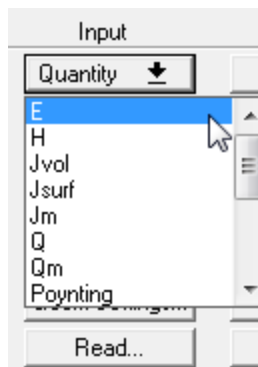 Input
Quantity
E
H
Jvol
Jsurf
Jm
Q
Qm
Poynting
Read...